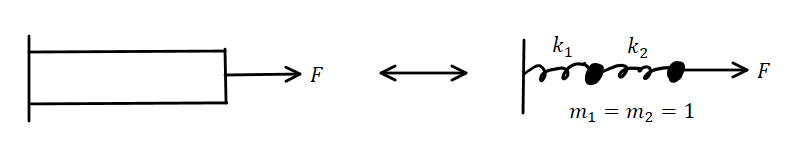 k₁ k₂
F F
m₁ = m₂ = 1